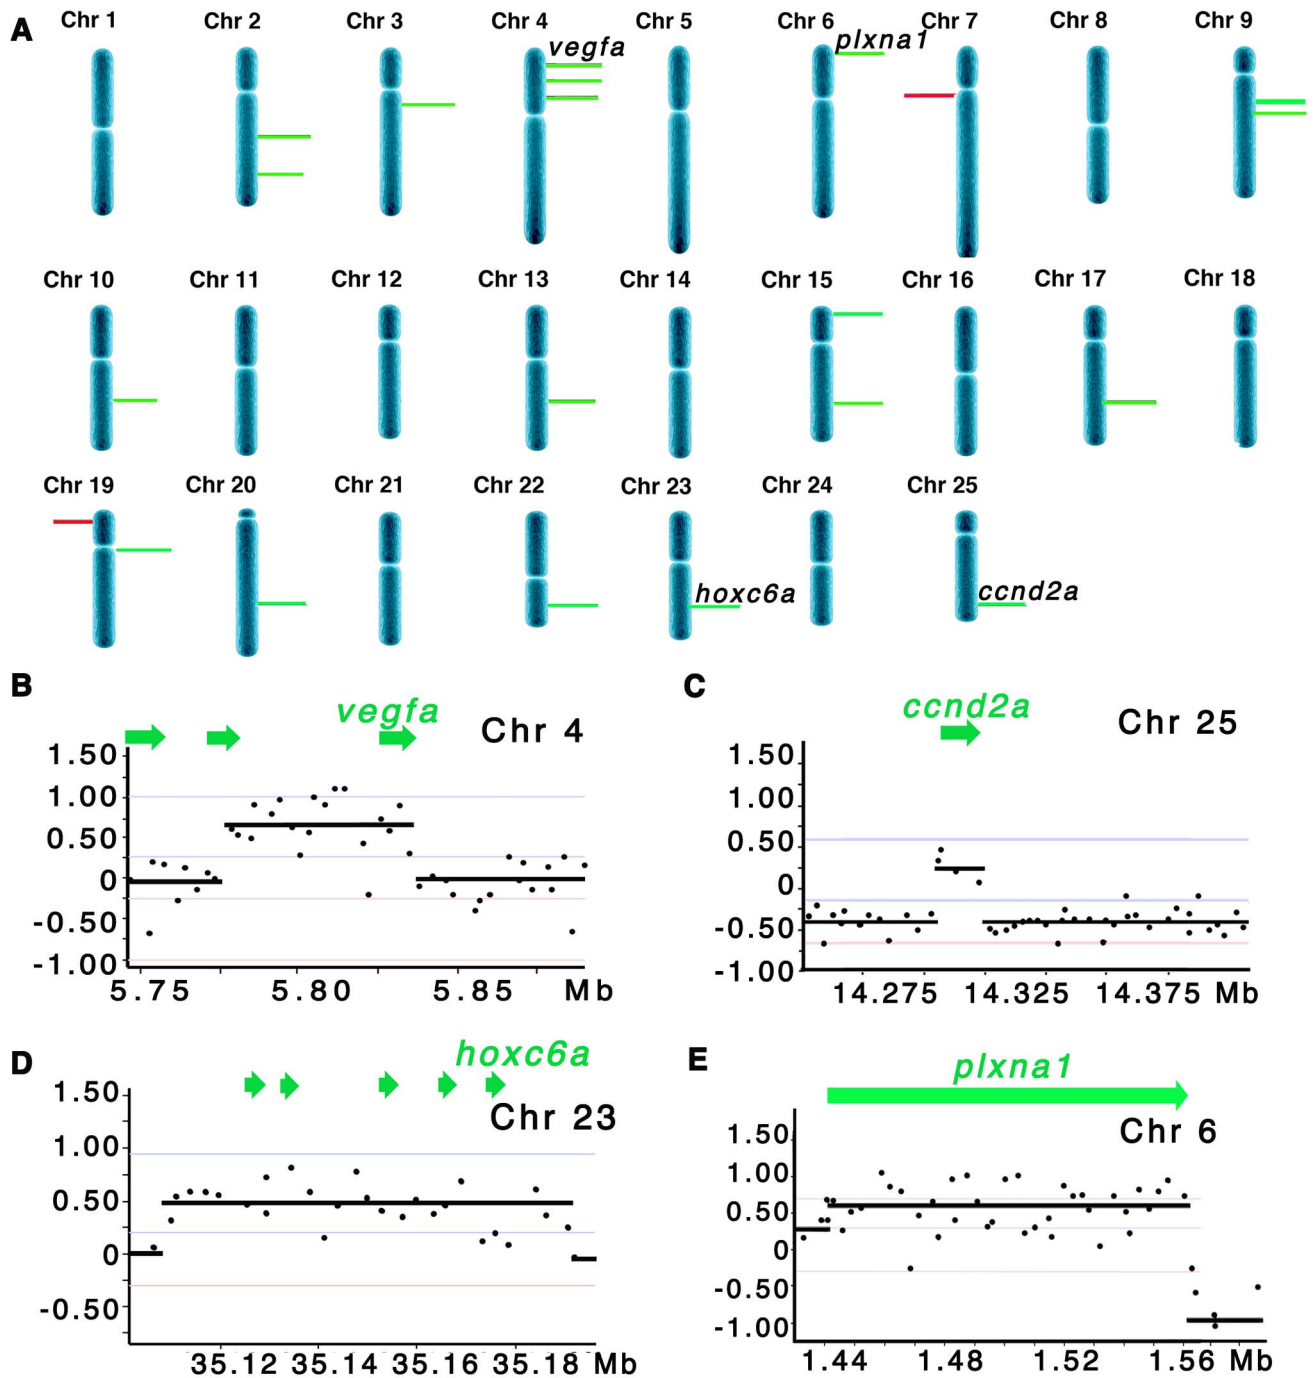 A
Chr 1 Chr 2 Chr 3 Chr 4 Chr 5 Chr 6 Chr 7 Chr 8 Chr 9
vegfa plxna1
Chr 10 Chr 11 Chr 12 Chr 13 Chr 14 Chr 15 Chr 16 Chr 17 Chr 18
Chr 19 Chr 20 Chr 21 Chr 22 Chr 23 Chr 24 Chr 25
hoxc6a ccnd2a
B
vegfa
Chr 4
1.50
1.00
0.50
0
-0.50
-1.00
5.75 5.80 5.85 Mb
C
ccnd2a
Chr 25
1.50
1.00
0.50
0
-0.50
-1.00
14.275 14.325 14.375 Mb
D
hoxc6a
Chr 23
1.50
1.00
0.50
0
-0.50
35.12 35.14 35.16 35.18 Mb
E
plxna1
Chr 6
1.50
1.00
0.50
0
-0.50
-1.00
1.44 1.48 1.52 1.56 Mb